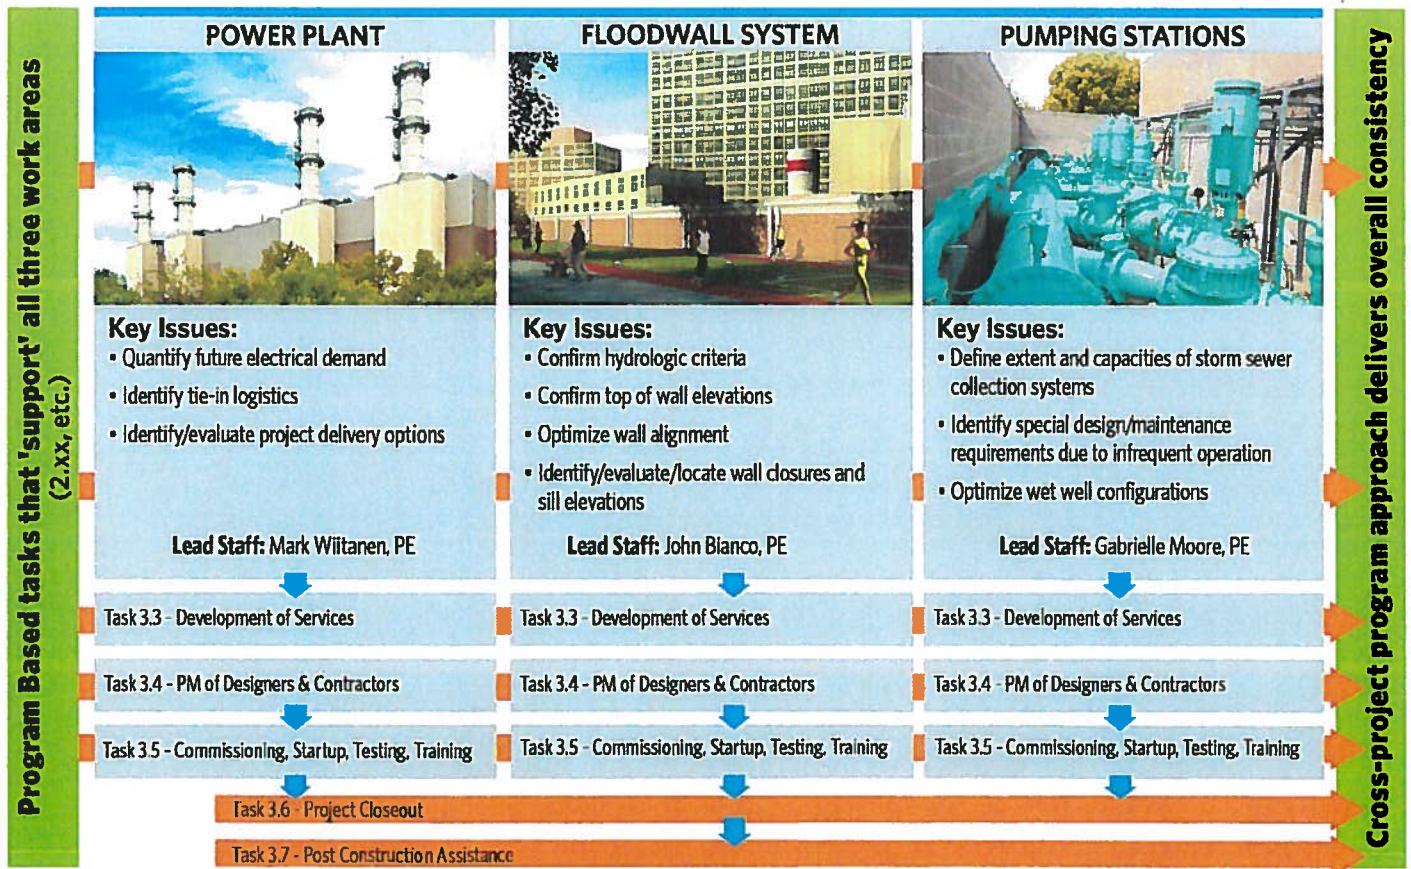 Program Based tasks that 'support' all three work areas
(2.xx, etc.)
POWER PLANT
Key Issues:
• Quantify future electrical demand
• Identify tie-in logistics
• Identify/evaluate project delivery options
Lead Staff: Mark Wiitanen, PE
Task 3.3 - Development of Services
Task 3.4 - PM of Designers & Contractors
Task 3.5 - Commissioning, Startup, Testing, Training
FLOODWALL SYSTEM
Key Issues:
• Confirm hydrologic criteria
• Confirm top of wall elevations
• Optimize wall alignment
• Identify/evaluate/locate wall closures and
sill elevations
Lead Staff: John Bianco, PE
Task 3.3 - Development of Services
Task 3.4 - PM of Designers & Contractors
Task 3.5 - Commissioning, Startup, Testing, Training
PUMPING STATIONS
Key Issues:
• Define extent and capacities of storm sewer
collection systems
• Identify special design/maintenance
requirements due to infrequent operation
• Optimize wet well configurations
Lead Staff: Gabrielle Moore, PE
Task 3.3 - Development of Services
Task 3.4 - PM of Designers & Contractors
Task 3.5 - Commissioning, Startup, Testing, Training
Task 3.6 - Project Closeout
Task 3.7 - Post Construction Assistance
Cross-project program approach delivers overall consistency